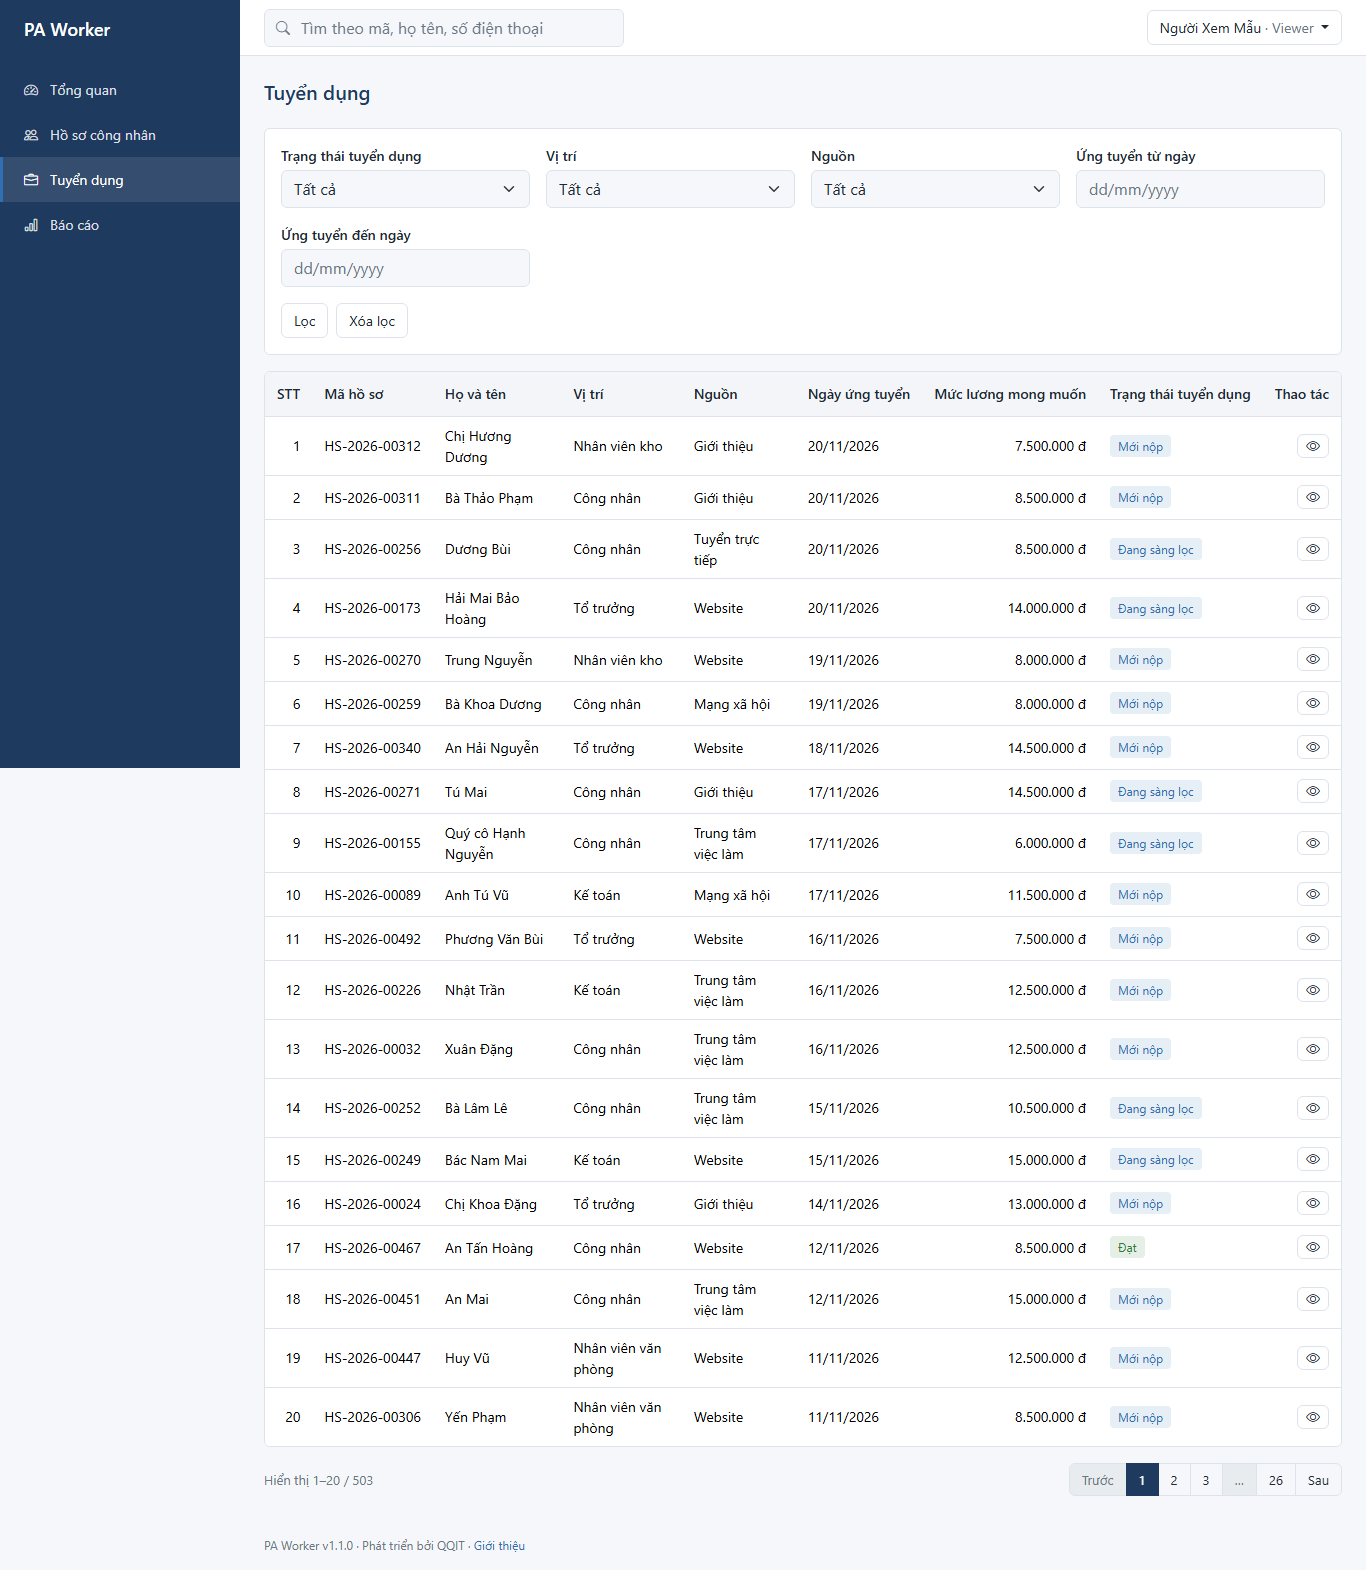 PA Worker
Tìm theo mã, họ tên, số điện thoại
Người Xem Mẫu · Viewer
Tổng quan
Hồ sơ công nhân
Tuyển dụng
Báo cáo
Tuyển dụng
Trạng thái tuyển dụng Vị trí Nguồn Ứng tuyển từ ngày
Tất cả Tất cả Tất cả dd/mm/yyyy
Ứng tuyển đến ngày
dd/mm/yyyy
Lọc Xóa lọc
STT Mã hồ sơ Họ và tên Vị trí Nguồn Ngày ứng tuyển Mức lương mong muốn Trạng thái tuyển dụng Thao tác
1 HS-2026-00312 Chị Hương Dương Nhân viên kho Giới thiệu 20/11/2026 7.500.000 đ Mới nộp
2 HS-2026-00311 Bà Thảo Phạm Công nhân Giới thiệu 20/11/2026 8.500.000 đ Mới nộp
3 HS-2026-00256 Dương Bùi Công nhân Tuyển trực tiếp 20/11/2026 8.500.000 đ Đang sàng lọc
4 HS-2026-00173 Hải Mai Bảo Hoàng Tổ trưởng Website 20/11/2026 14.000.000 đ Đang sàng lọc
5 HS-2026-00270 Trung Nguyễn Nhân viên kho Website 19/11/2026 8.000.000 đ Mới nộp
6 HS-2026-00259 Bà Khoa Dương Công nhân Mạng xã hội 19/11/2026 8.000.000 đ Mới nộp
7 HS-2026-00340 An Hải Nguyễn Tổ trưởng Website 18/11/2026 14.500.000 đ Mới nộp
8 HS-2026-00271 Tú Mai Công nhân Giới thiệu 17/11/2026 14.500.000 đ Đang sàng lọc
9 HS-2026-00155 Quý cô Hạnh Nguyễn Công nhân Trung tâm việc làm 17/11/2026 6.000.000 đ Đang sàng lọc
10 HS-2026-00089 Anh Tú Vũ Kế toán Mạng xã hội 17/11/2026 11.500.000 đ Mới nộp
11 HS-2026-00492 Phương Văn Bùi Tổ trưởng Website 16/11/2026 7.500.000 đ Mới nộp
12 HS-2026-00226 Nhật Trần Kế toán Trung tâm việc làm 16/11/2026 12.500.000 đ Mới nộp
13 HS-2026-00032 Xuân Đặng Công nhân Trung tâm việc làm 16/11/2026 12.500.000 đ Mới nộp
14 HS-2026-00252 Bà Lâm Lê Công nhân Trung tâm việc làm 15/11/2026 10.500.000 đ Đang sàng lọc
15 HS-2026-00249 Bác Nam Mai Kế toán Website 15/11/2026 15.000.000 đ Đang sàng lọc
16 HS-2026-00024 Chị Khoa Đặng Tổ trưởng Giới thiệu 14/11/2026 13.000.000 đ Mới nộp
17 HS-2026-00467 An Tấn Hoàng Công nhân Website 12/11/2026 8.500.000 đ Đạt
18 HS-2026-00451 An Mai Công nhân Trung tâm việc làm 12/11/2026 15.000.000 đ Mới nộp
19 HS-2026-00447 Huy Vũ Nhân viên văn phòng Website 11/11/2026 12.500.000 đ Mới nộp
20 HS-2026-00306 Yến Phạm Nhân viên văn phòng Website 11/11/2026 8.500.000 đ Mới nộp
Hiển thị 1–20 / 503
Trước 1 2 3 ... 26 Sau
PA Worker v1.1.0 · Phát triển bởi QQIT · Giới thiệu